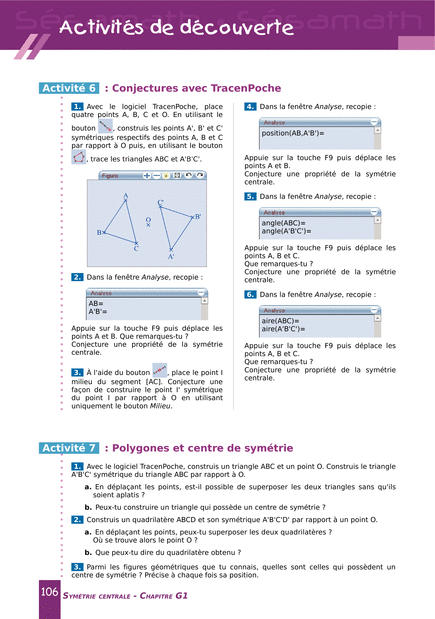 Activités de découverte
Activité 6 : Conjectures avec TracenPoche
1. Avec le logiciel TracenPoche, place
quatre points A, B, C et O. En utilisant le
bouton , construis les points A', B' et C'
symétriques respectifs des points A, B et C
par rapport à O puis, en utilisant le bouton
, trace les triangles ABC et A'B'C'.
Figure
A
C'
B'
O
B
C
A'
2. Dans la fenêtre Analyse, recopie :
Analyse
AB=
A'B'=
Appuie sur la touche F9 puis déplace les
points A et B. Que remarques-tu ?
Conjecture une propriété de la symétrie
centrale.
3. À l'aide du bouton , place le point I
milieu du segment [AC]. Conjecture une
façon de construire le point I' symétrique
du point I par rapport à O en utilisant
uniquement le bouton Milieu.
4. Dans la fenêtre Analyse, recopie :
Analyse
position(AB,A'B')=
Appuie sur la touche F9 puis déplace les
points A et B.
Conjecture une propriété de la symétrie
centrale.
5. Dans la fenêtre Analyse, recopie :
Analyse
angle(ABC)=
angle(A'B'C')=
Appuie sur la touche F9 puis déplace les
points A, B et C.
Que remarques-tu ?
Conjecture une propriété de la symétrie
centrale.
6. Dans la fenêtre Analyse, recopie :
Analyse
aire(ABC)=
aire(A'B'C')=
Appuie sur la touche F9 puis déplace les
points A, B et C.
Que remarques-tu ?
Conjecture une propriété de la symétrie
centrale.
Activité 7 : Polygones et centre de symétrie
1. Avec le logiciel TracenPoche, construis un triangle ABC et un point O. Construis le triangle
A'B'C' symétrique du triangle ABC par rapport à O.
a. En déplaçant les points, est-il possible de superposer les deux triangles sans qu'ils
soient aplatis ?
b. Peux-tu construire un triangle qui possède un centre de symétrie ?
2. Construis un quadrilatère ABCD et son symétrique A'B'C'D' par rapport à un point O.
a. En déplaçant les points, peux-tu superposer les deux quadrilatères ?
Où se trouve alors le point O ?
b. Que peux-tu dire du quadrilatère obtenu ?
3. Parmi les figures géométriques que tu connais, quelles sont celles qui possèdent un
centre de symétrie ? Précise à chaque fois sa position.
106 Symétrie centrale - Chapitre G1